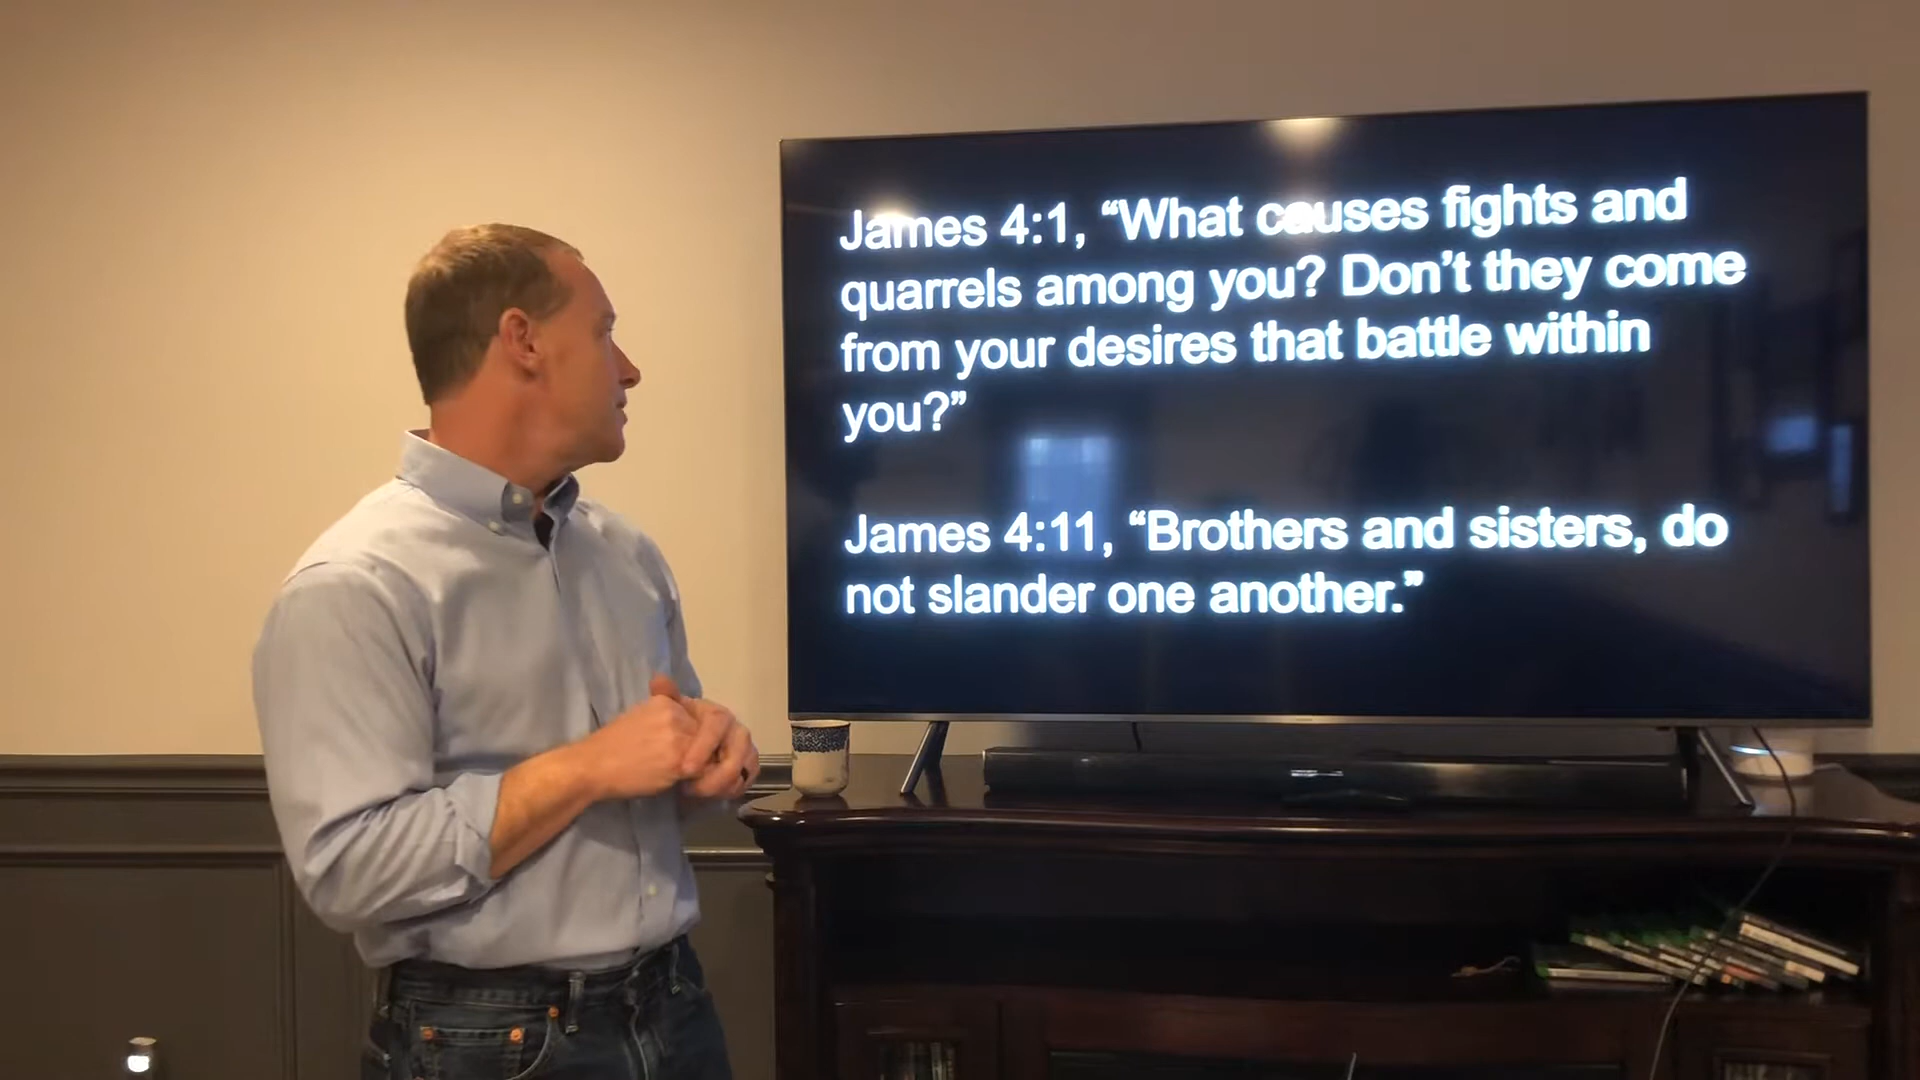 James 4:1, “What causes fights and
quarrels among you? Don’t they come
from your desires that battle within
you?”
James 4:11, “Brothers and sisters, do
not slander one another.”